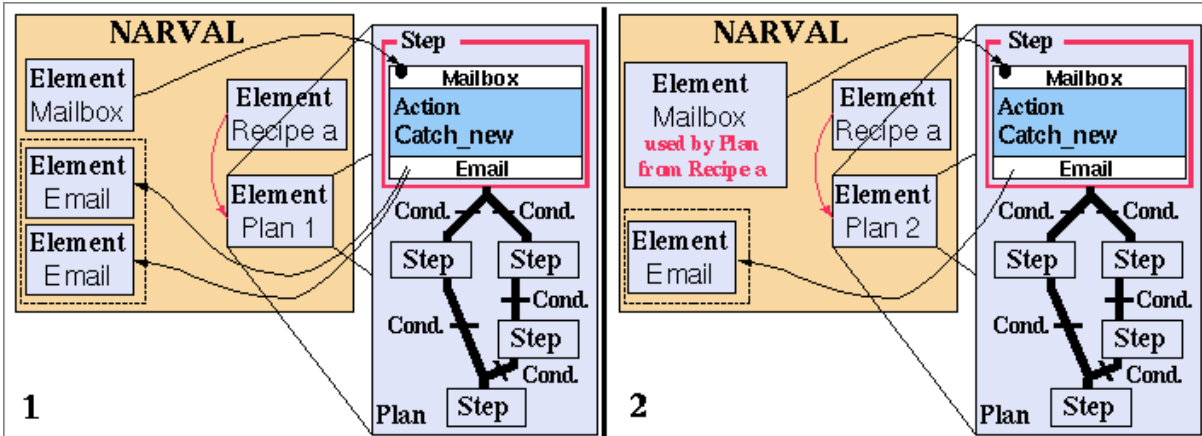 NARVAL
Element
Mailbox
Element
Email
Element
Email
Element
Recipe a
Element
Plan 1
Step
Mailbox
Action
Catch_new
Email
Cond.
Cond.
Step
Step
Cond.
Cond.
Step
Cond.
Step
Plan
1
NARVAL
Element
Mailbox
used by Plan
from Recipe a
Element
Email
Element
Recipe a
Element
Plan 2
Step
Mailbox
Action
Catch_new
Email
Cond.
Cond.
Step
Step
Cond.
Cond.
Step
Cond.
Step
Plan
2